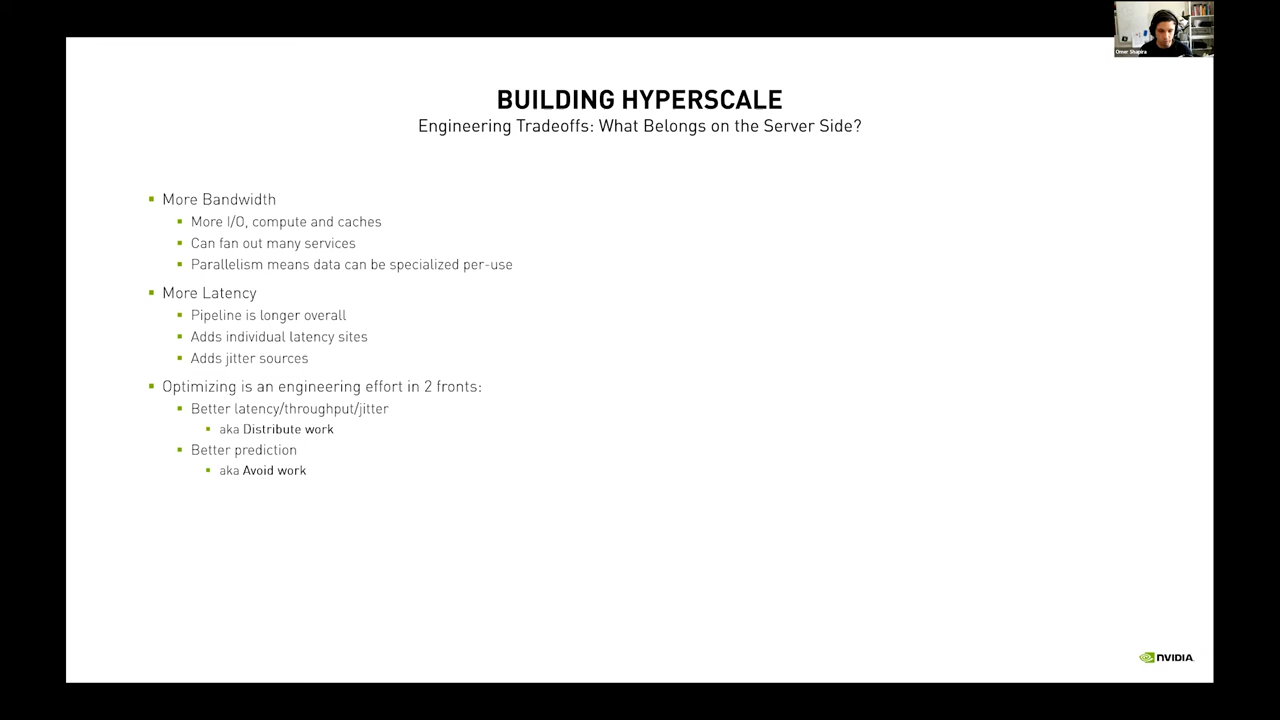 Omer Shapira
BUILDING HYPERSCALE
Engineering Tradeoffs: What Belongs on the Server Side?
More Bandwidth
More I/O, compute and caches
Can fan out many services
Parallelism means data can be specialized per-use
More Latency
Pipeline is longer overall
Adds individual latency sites
Adds jitter sources
Optimizing is an engineering effort in 2 fronts:
Better latency/throughput/jitter
aka Distribute work
Better prediction
aka Avoid work
NVIDIA.